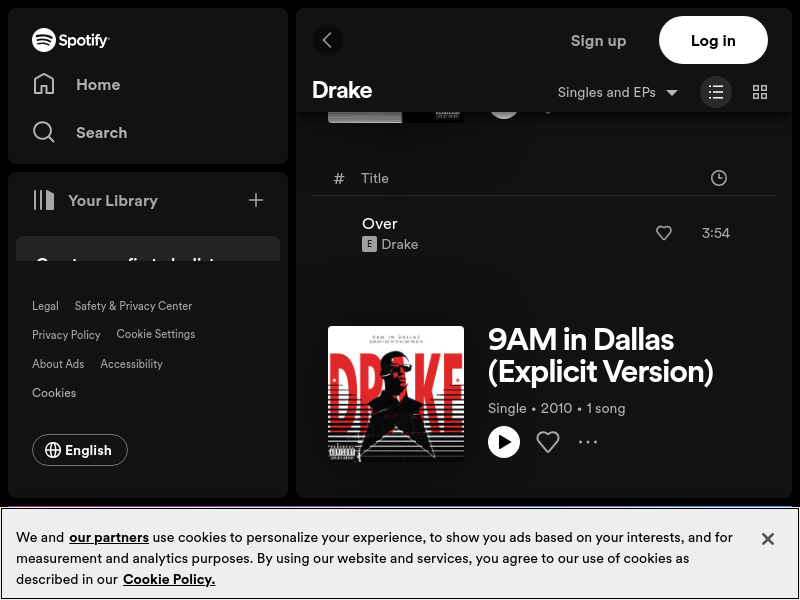 Spotify
Home
Search
Your Library
Legal
Safety & Privacy Center
Privacy Policy
Cookie Settings
About Ads
Accessibility
Cookies
English
Sign up
Log in
Drake
Singles and EPs
# Title
Over
E Drake
3:54
9AM IN DALLAS
DRAKE
9AM in Dallas
(Explicit Version)
Single • 2010 • 1 song
We and our partners use cookies to personalize your experience, to show you ads based on your interests, and for
measurement and analytics purposes. By using our website and services, you agree to our use of cookies as
described in our Cookie Policy.